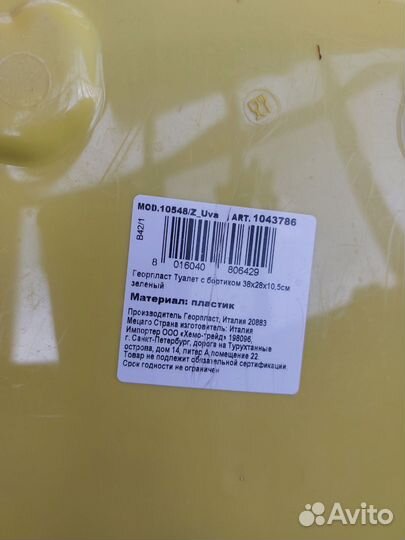 MOD.10548/Z_Uva ART. 1043786
B42/1
8 016040 806429
Георпласт Туалет с бортиком 38х28х10,5см
зеленый
Материал: пластик
Производитель Георпласт, Италия 20883
Мецаго Страна изготовитель: Италия
Импортер ООО «Хемо-трейд» 198096,
г. Санкт-Петербург, дорога на Турухтанные
острова, дом 14, литер А помещение 22.
Товар не подлежит обязательной сертификации
Срок годности не ограничен
Avito